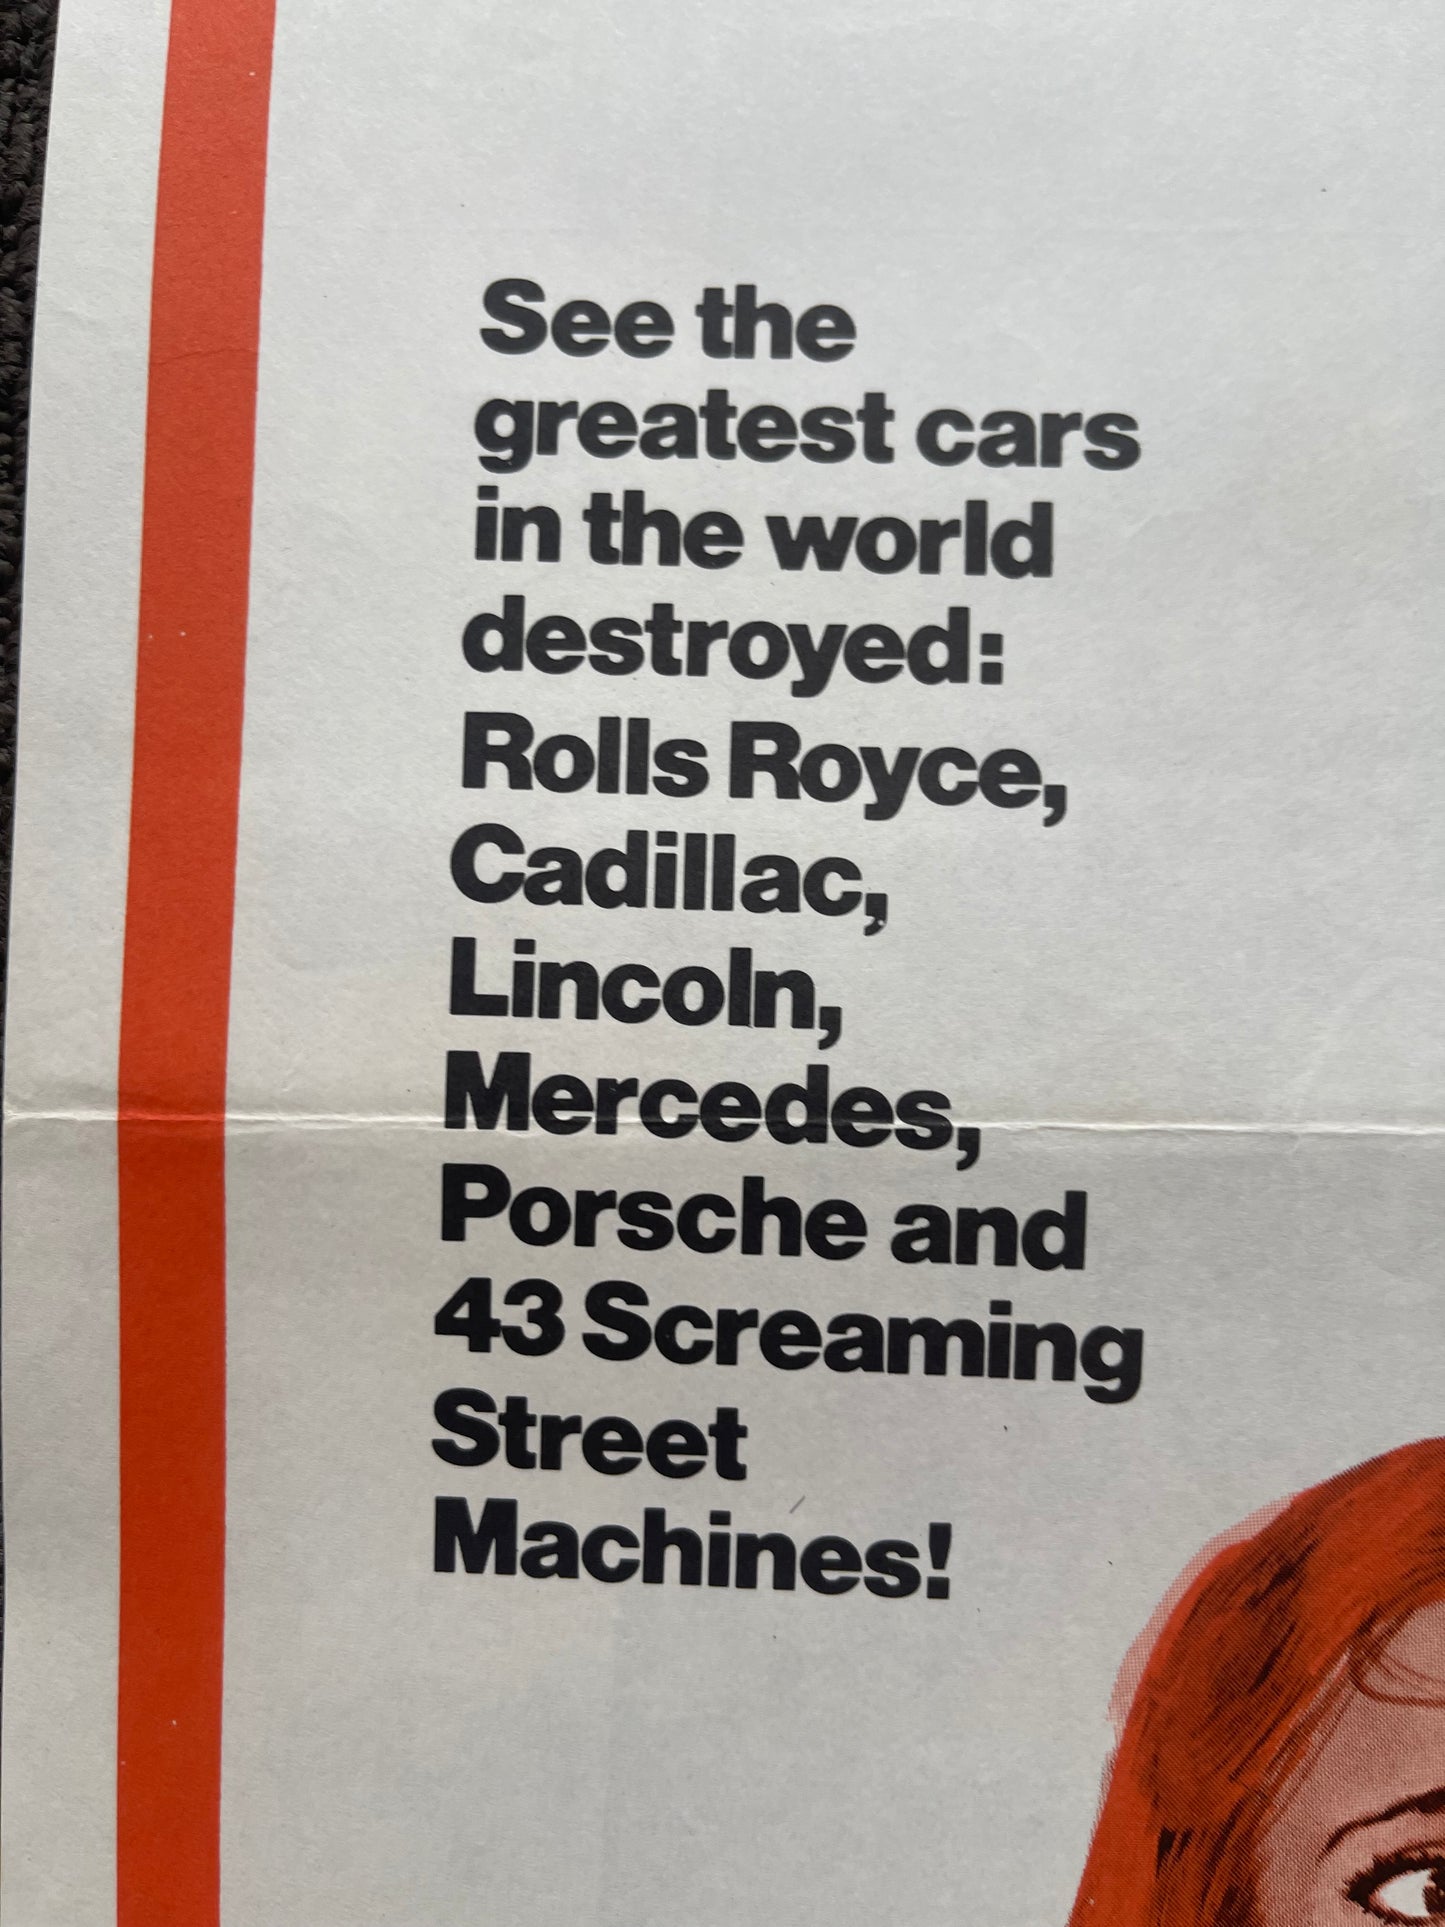 See the
greatest cars
in the world
destroyed:
Rolls Royce,
Cadillac,
Lincoln,
Mercedes,
Porsche and
43 Screaming
Street
Machines!